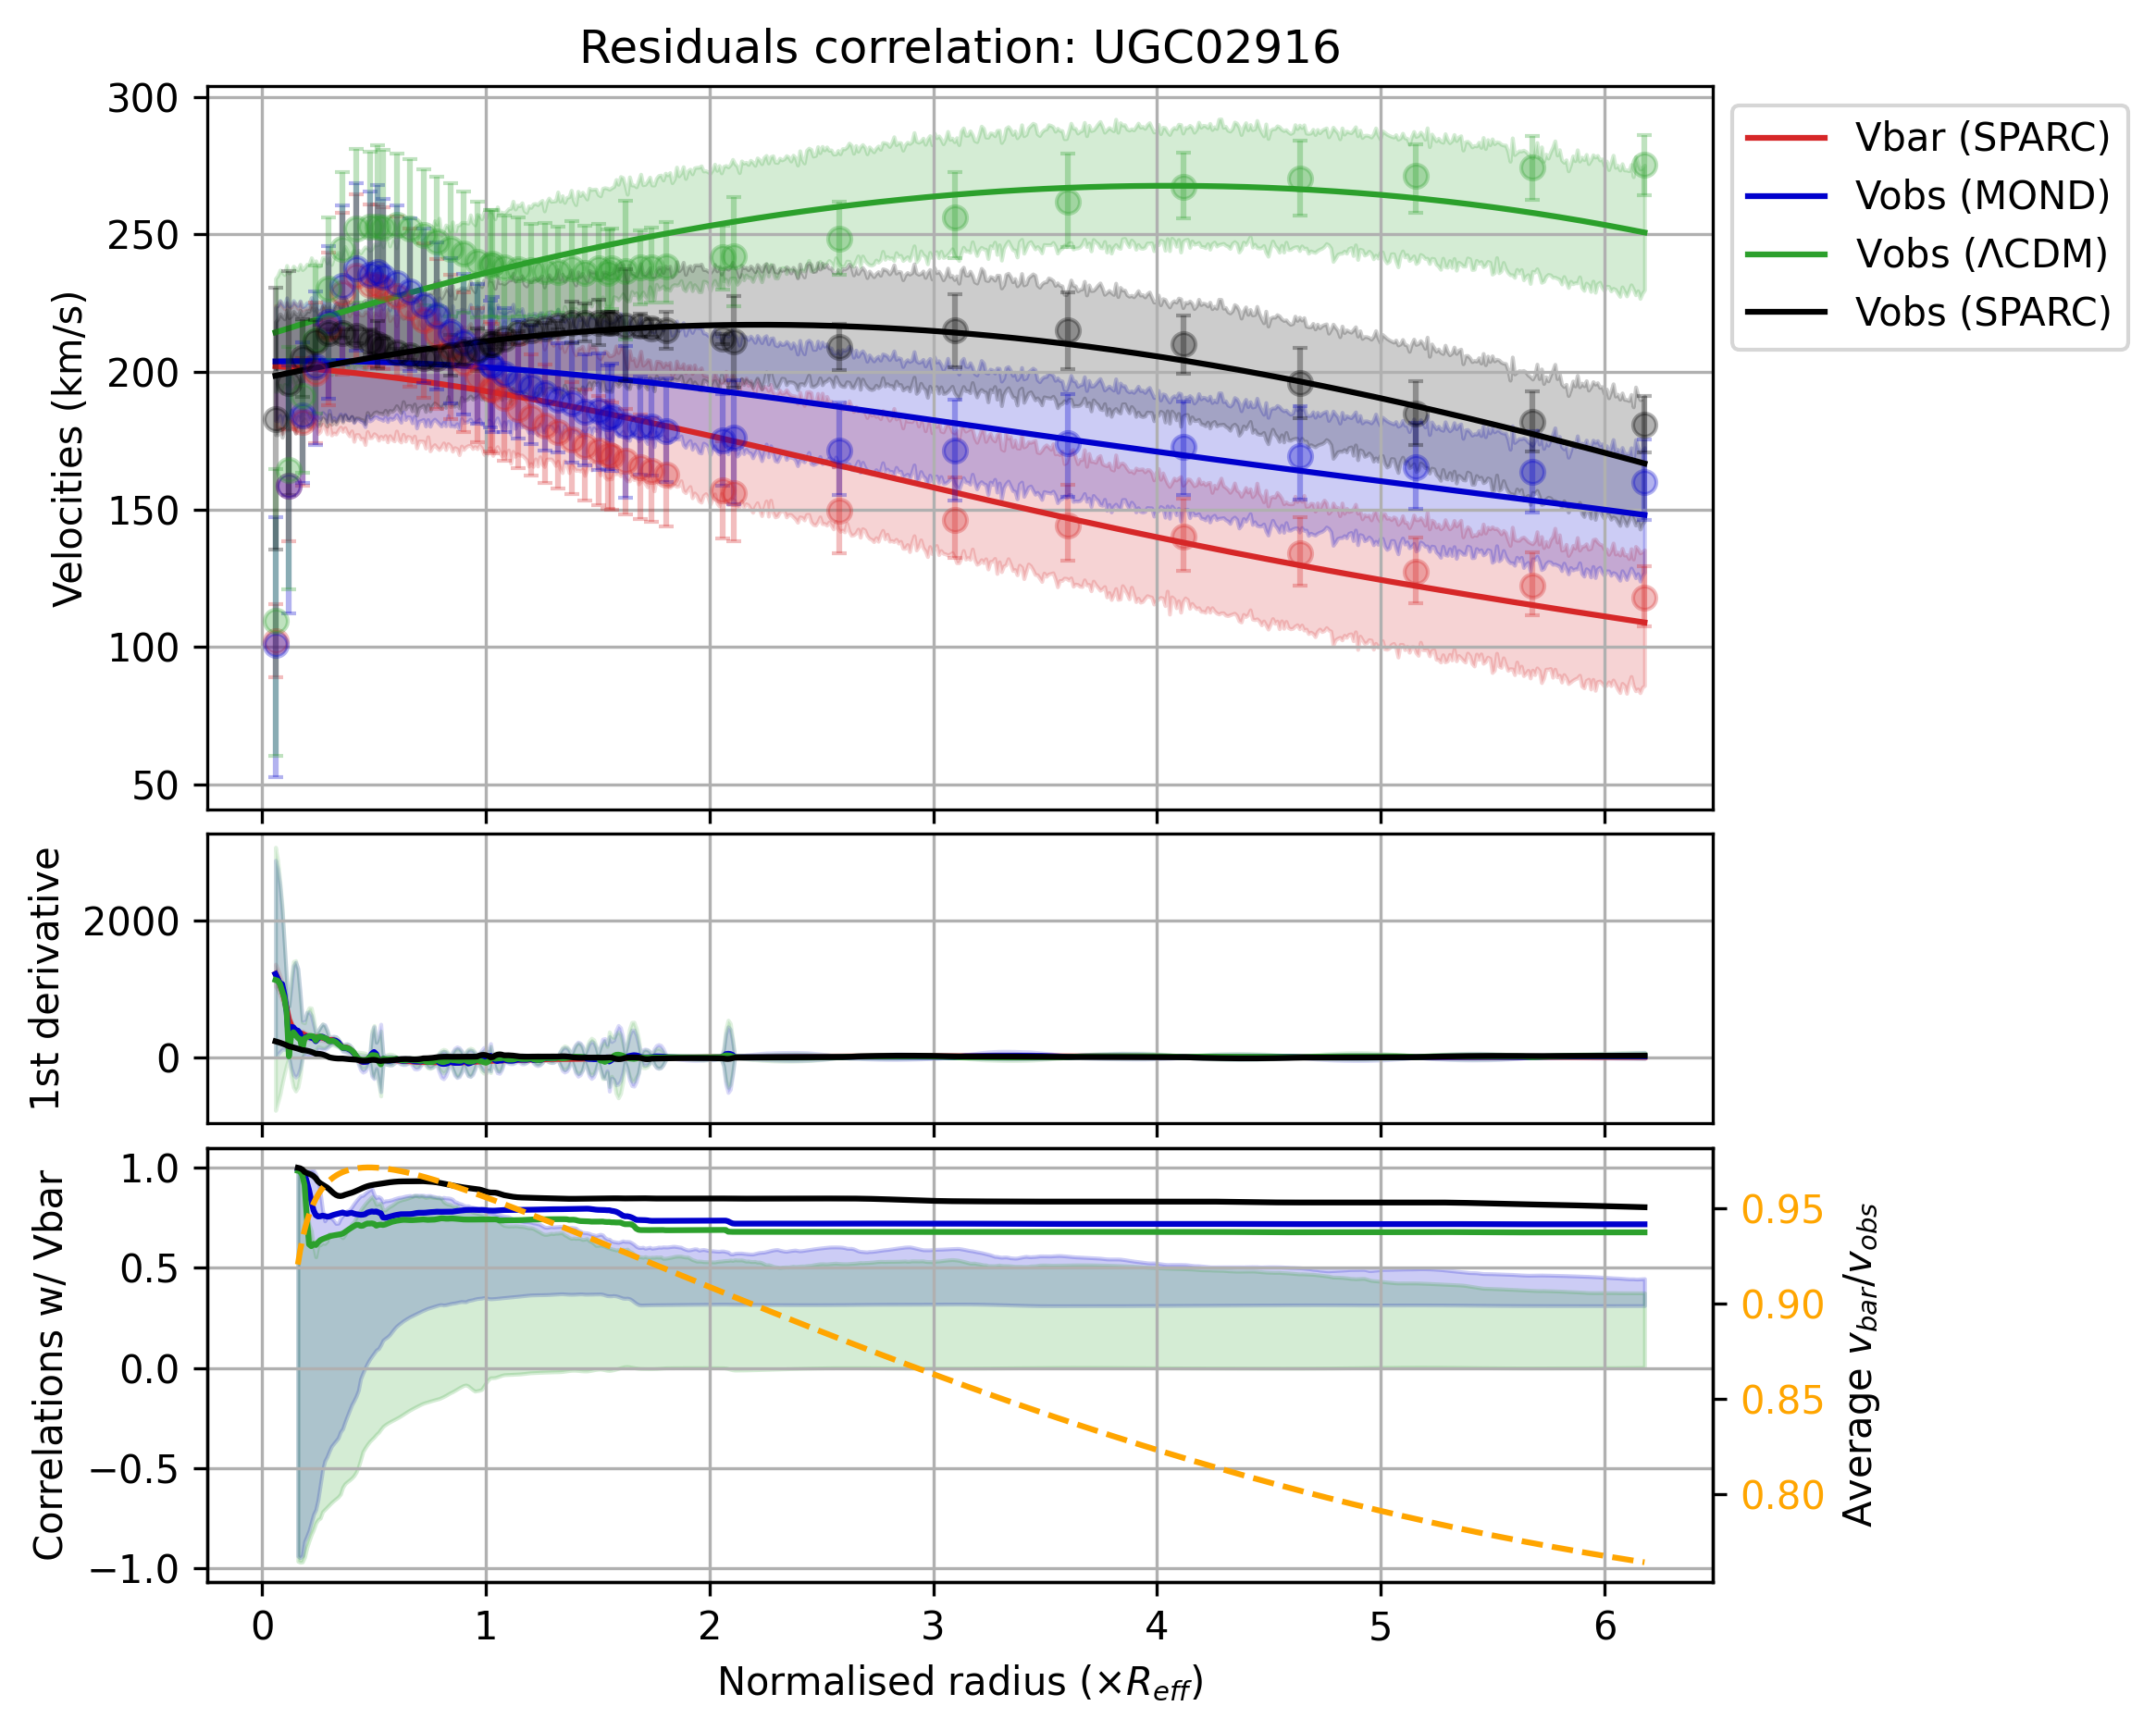 Residuals correlation: UGC02916
300
250
200
150
100
50
Velocities (km/s)
Vbar (SPARC)
Vobs (MOND)
Vobs (ΛCDM)
Vobs (SPARC)
2000
0
1st derivative
1.0
0.5
0.0
−0.5
−1.0
Correlations w/ Vbar
0.95
0.90
0.85
0.80
Average v_bar/v_obs
0 1 2 3 4 5 6
Normalised radius (×R_eff)